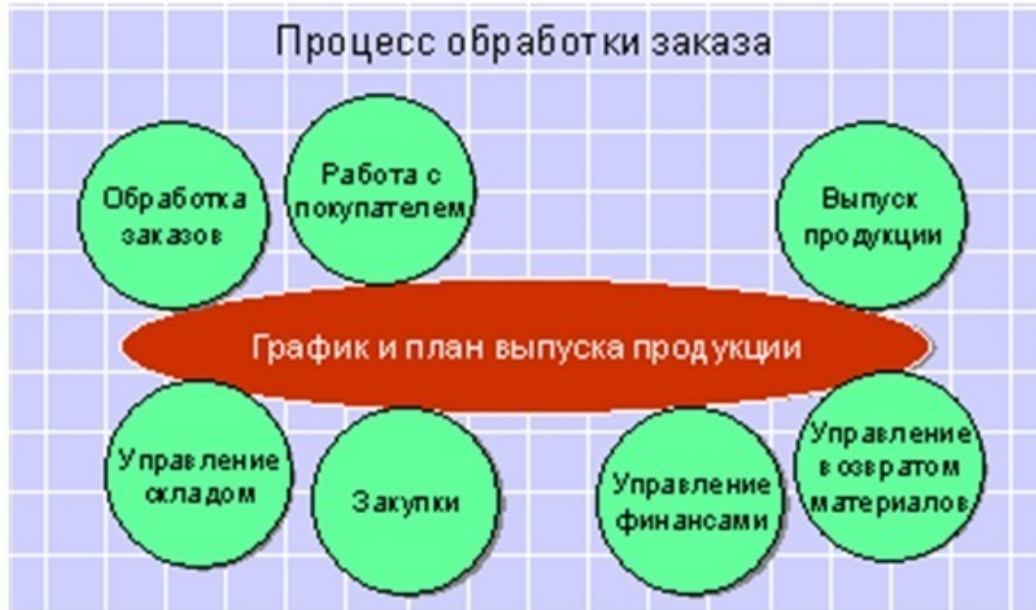 Процесс обработки заказа
Обработка
заказов
Работа с
покупателем
Выпуск
продукции
График и план выпуска продукции
Управление
складом
Закупки
Управление
финансами
Управление
возвратом
материалов